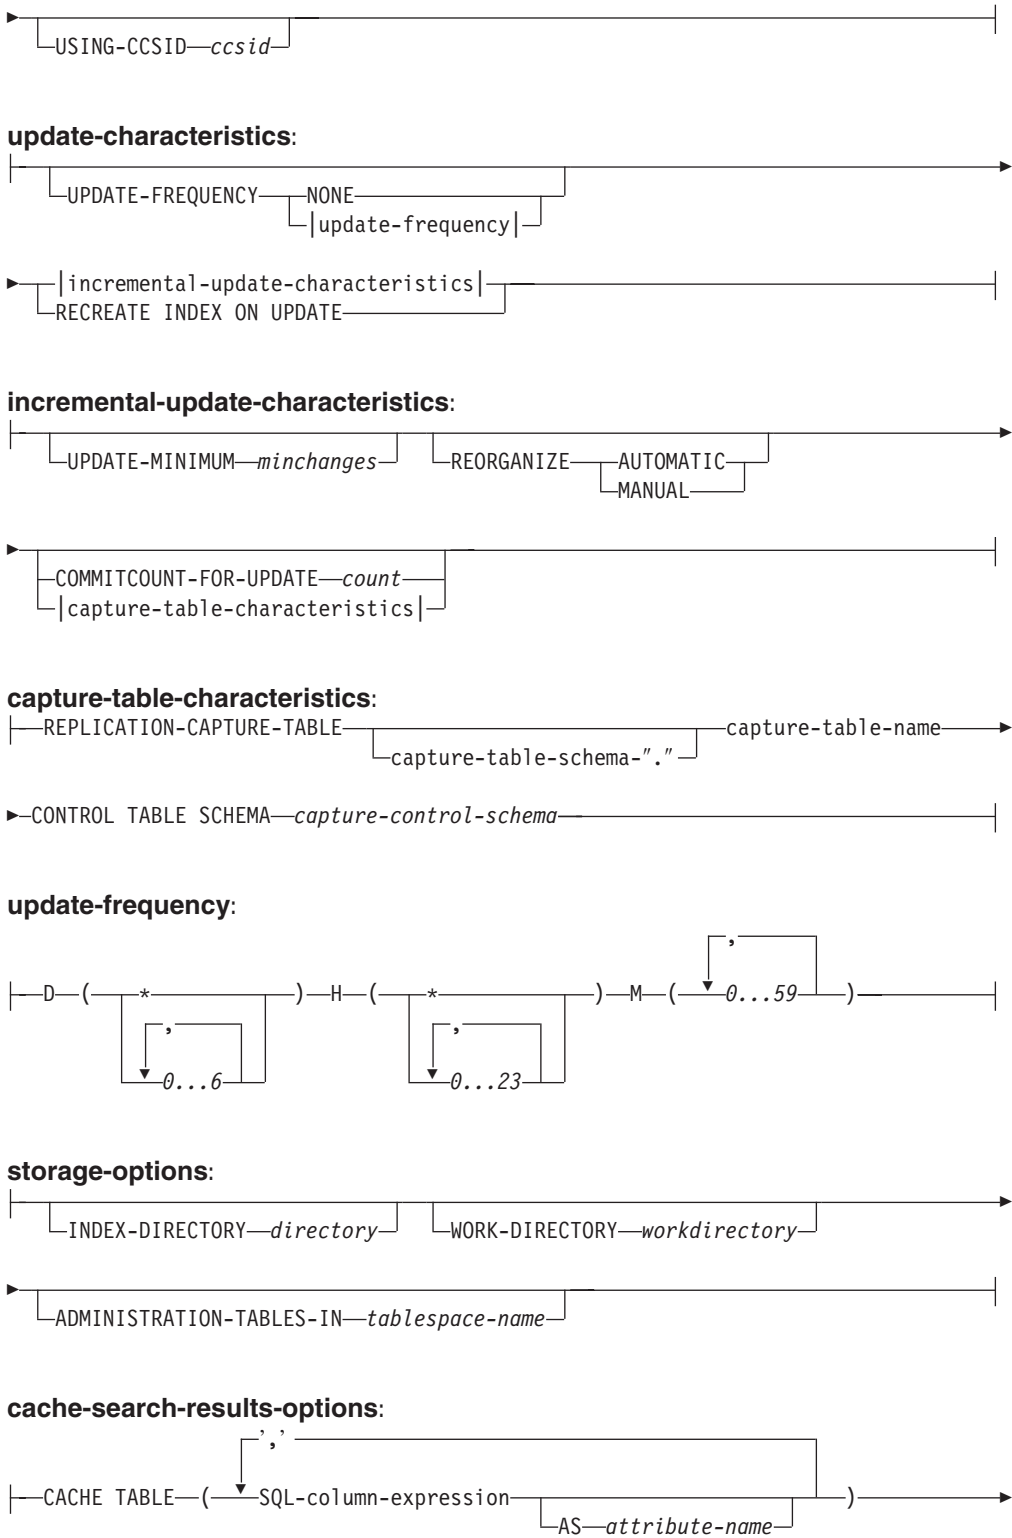 USING-CCSID ccsid
update-characteristics:
UPDATE-FREQUENCY NONE
|update-frequency|
|incremental-update-characteristics|
RECREATE INDEX ON UPDATE
incremental-update-characteristics:
UPDATE-MINIMUM minchanges REORGANIZE AUTOMATIC
MANUAL
COMMITCOUNT-FOR-UPDATE count
|capture-table-characteristics|
capture-table-characteristics:
REPLICATION-CAPTURE-TABLE capture-table-name
capture-table-schema-"."
CONTROL TABLE SCHEMA capture-control-schema
update-frequency:
,
D ( * ) H ( * ) M ( 0...59 )
, ,
0...6 0...23
storage-options:
INDEX-DIRECTORY directory WORK-DIRECTORY workdirectory
ADMINISTRATION-TABLES-IN tablespace-name
cache-search-results-options:
','
CACHE TABLE ( SQL-column-expression )
AS attribute-name